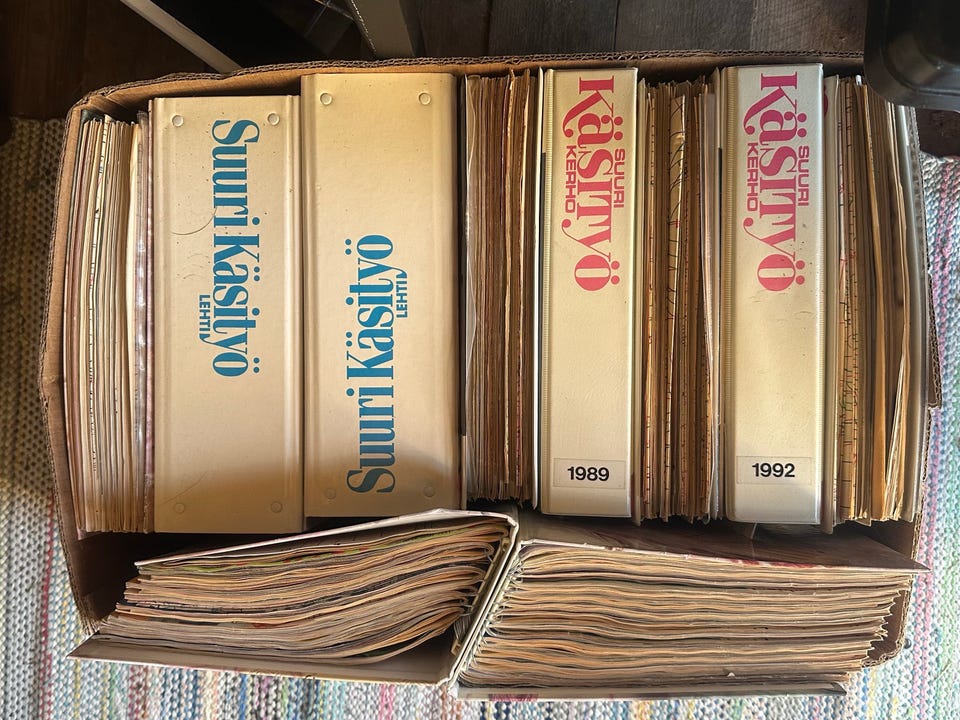 Suuri Käsityö
LEHTI
Suuri Käsityö
LEHTI
Käsityö
SUURI
KERHO
1989
Käsityö
SUURI
KERHO
1992